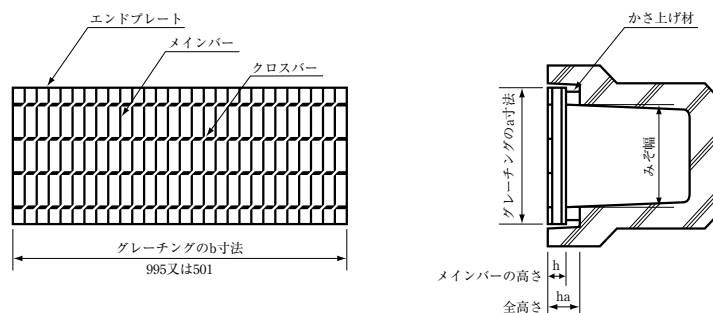 エンドプレート
メインバー
クロスバー
グレーチングのb寸法
995又は501
かさ上げ材
グレーチングのa寸法
みぞ幅
h
メインバーの高さ
ha
全高さ